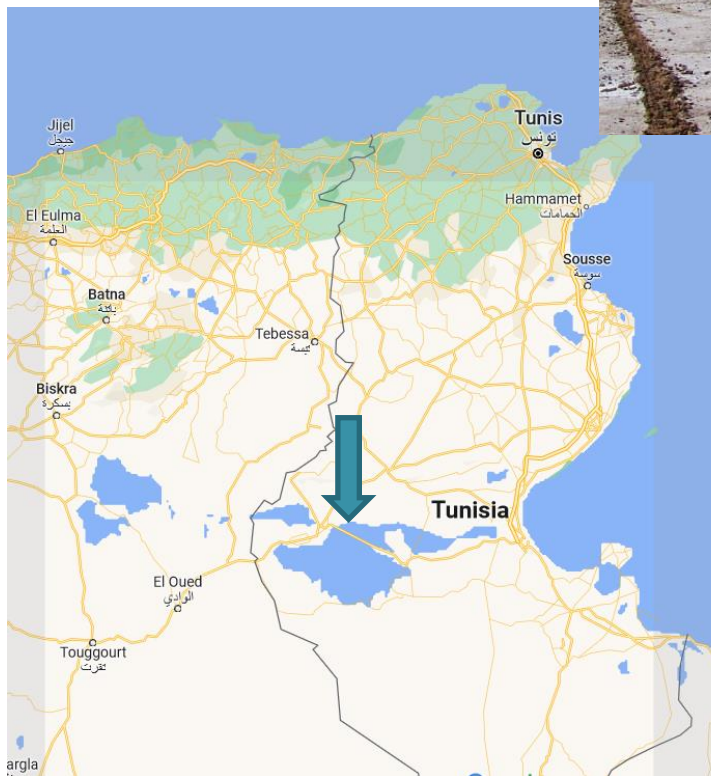 Jijel
جيجل
Tunis
تونس
El Eulma
العلمة
Hammamet
الحمامات
Sousse
سوسة
Batna
باتنة
Tebessa
تبسة
Biskra
بسكرة
Tunisia
El Oued
الوادي
Touggourt
تقرت
argla